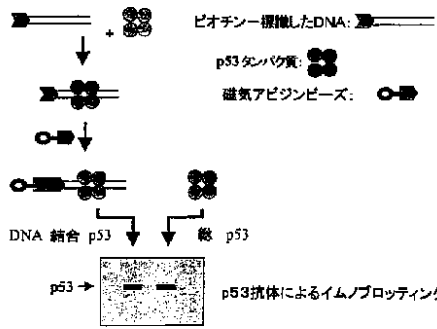 ビオチン−標識したDNA:
+
p53タンパク質:
磁気アビジンビーズ:
DNA 結合 p53
総 p53
p53→
p53抗体によるイムノブロッティング